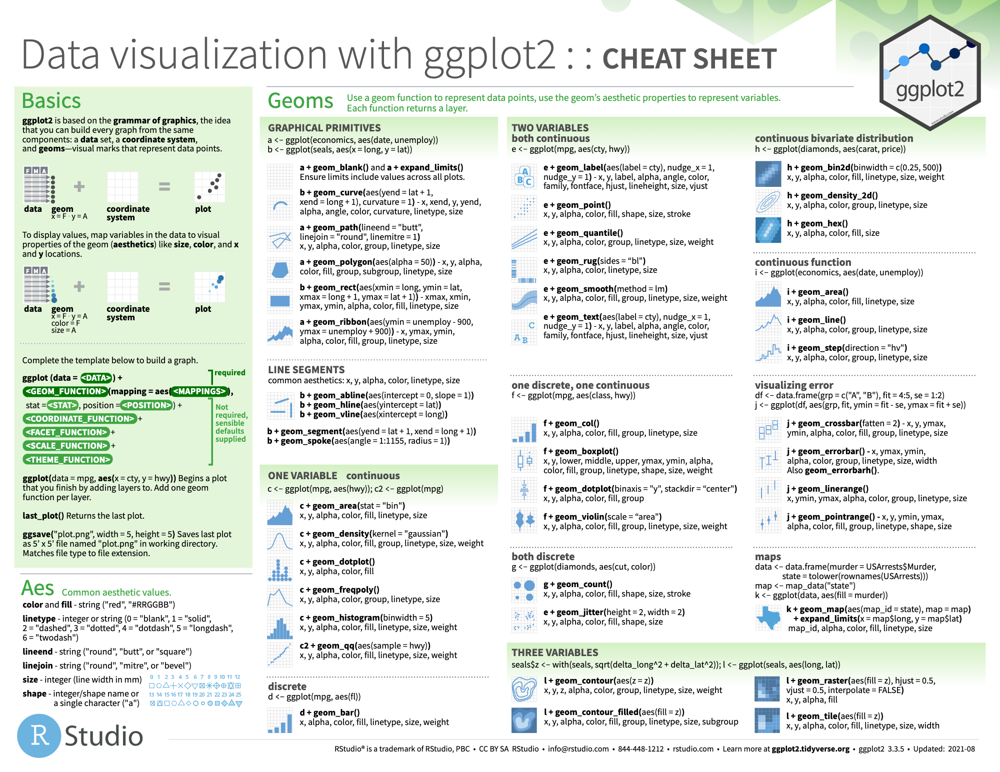 Data visualization with ggplot2 : : CHEAT SHEET
ggplot2
www.rstudio.com
Basics
ggplot2 is based on the grammar of graphics, the idea
that you can build every graph from the same
components: a data set, a coordinate system,
and geoms—visual marks that represent data points.
F M A
data
geom
x = F · y = A
coordinate
system
plot
To display values, map variables in the data to visual
properties of the geom (aesthetics) like size, color, and x
and y locations.
F M A
data
geom
x = F · y = A
color = F
size = A
coordinate
system
plot
Complete the template below to build a graph.
required
ggplot (data = <DATA>) +
<GEOM_FUNCTION>(mapping = aes(<MAPPINGS>),
stat = <STAT>, position = <POSITION>) +
<COORDINATE_FUNCTION> +
<FACET_FUNCTION> +
<SCALE_FUNCTION> +
<THEME_FUNCTION>
Not
required,
sensible
defaults
supplied
ggplot(data = mpg, aes(x = cty, y = hwy)) Begins a plot
that you finish by adding layers to. Add one geom
function per layer.
last_plot() Returns the last plot.
ggsave("plot.png", width = 5, height = 5) Saves last plot
as 5’ x 5’ file named "plot.png" in working directory.
Matches file type to file extension.
Aes Common aesthetic values.
color and fill - string ("red", "#RRGGBB")
linetype - integer or string (0 = "blank", 1 = "solid",
2 = "dashed", 3 = "dotted", 4 = "dotdash", 5 = "longdash",
6 = "twodash")
lineend - string ("round", "butt", or "square")
linejoin - string ("round", "mitre", or "bevel")
size - integer (line width in mm)
shape - integer/shape name or
a single character ("a")
0 1 2 3 4 5 6 7 8 9 10 11 12
13 14 15 16 17 18 19 20 21 22 23 24 25
R Studio
Geoms
Use a geom function to represent data points, use the geom’s aesthetic properties to represent variables.
Each function returns a layer.
GRAPHICAL PRIMITIVES
a <- ggplot(economics, aes(date, unemploy))
b <- ggplot(seals, aes(x = long, y = lat))
a + geom_blank() and a + expand_limits()
Ensure limits include values across all plots.
b + geom_curve(aes(yend = lat + 1,
xend = long + 1), curvature = 1) - x, xend, y, yend,
alpha, angle, color, curvature, linetype, size
a + geom_path(lineend = "butt",
linejoin = "round", linemitre = 1)
x, y, alpha, color, group, linetype, size
a + geom_polygon(aes(alpha = 50)) - x, y, alpha,
color, fill, group, subgroup, linetype, size
b + geom_rect(aes(xmin = long, ymin = lat,
xmax = long + 1, ymax = lat + 1)) - xmax, xmin,
ymax, ymin, alpha, color, fill, linetype, size
a + geom_ribbon(aes(ymin = unemploy - 900,
ymax = unemploy + 900)) - x, ymax, ymin,
alpha, color, fill, group, linetype, size
LINE SEGMENTS
common aesthetics: x, y, alpha, color, linetype, size
b + geom_abline(aes(intercept = 0, slope = 1))
b + geom_hline(aes(yintercept = lat))
b + geom_vline(aes(xintercept = long))
b + geom_segment(aes(yend = lat + 1, xend = long + 1))
b + geom_spoke(aes(angle = 1:1155, radius = 1))
ONE VARIABLE continuous
c <- ggplot(mpg, aes(hwy)); c2 <- ggplot(mpg)
c + geom_area(stat = "bin")
x, y, alpha, color, fill, linetype, size
c + geom_density(kernel = "gaussian")
x, y, alpha, color, fill, group, linetype, size, weight
c + geom_dotplot()
x, y, alpha, color, fill
c + geom_freqpoly()
x, y, alpha, color, group, linetype, size
c + geom_histogram(binwidth = 5)
x, y, alpha, color, fill, linetype, size, weight
c2 + geom_qq(aes(sample = hwy))
x, y, alpha, color, fill, linetype, size, weight
discrete
d <- ggplot(mpg, aes(fl))
d + geom_bar()
x, alpha, color, fill, linetype, size, weight
TWO VARIABLES
both continuous
e <- ggplot(mpg, aes(cty, hwy))
A
B C
e + geom_label(aes(label = cty), nudge_x = 1,
nudge_y = 1) - x, y, label, alpha, angle, color,
family, fontface, hjust, lineheight, size, vjust
e + geom_point()
x, y, alpha, color, fill, shape, size, stroke
e + geom_quantile()
x, y, alpha, color, group, linetype, size, weight
e + geom_rug(sides = “bl")
x, y, alpha, color, linetype, size
e + geom_smooth(method = lm)
x, y, alpha, color, fill, group, linetype, size, weight
C
A B
e + geom_text(aes(label = cty), nudge_x = 1,
nudge_y = 1) - x, y, label, alpha, angle, color,
family, fontface, hjust, lineheight, size, vjust
one discrete, one continuous
f <- ggplot(mpg, aes(class, hwy))
f + geom_col()
x, y, alpha, color, fill, group, linetype, size
f + geom_boxplot()
x, y, lower, middle, upper, ymax, ymin, alpha,
color, fill, group, linetype, shape, size, weight
f + geom_dotplot(binaxis = "y", stackdir = “center")
x, y, alpha, color, fill, group
f + geom_violin(scale = “area")
x, y, alpha, color, fill, group, linetype, size, weight
both discrete
g <- ggplot(diamonds, aes(cut, color))
g + geom_count()
x, y, alpha, color, fill, shape, size, stroke
e + geom_jitter(height = 2, width = 2)
x, y, alpha, color, fill, shape, size
continuous bivariate distribution
h <- ggplot(diamonds, aes(carat, price))
h + geom_bin2d(binwidth = c(0.25, 500))
x, y, alpha, color, fill, linetype, size, weight
h + geom_density_2d()
x, y, alpha, color, group, linetype, size
h + geom_hex()
x, y, alpha, color, fill, size
continuous function
i <- ggplot(economics, aes(date, unemploy))
i + geom_area()
x, y, alpha, color, fill, linetype, size
i + geom_line()
x, y, alpha, color, group, linetype, size
i + geom_step(direction = "hv")
x, y, alpha, color, group, linetype, size
visualizing error
df <- data.frame(grp = c("A", "B"), fit = 4:5, se = 1:2)
j <- ggplot(df, aes(grp, fit, ymin = fit - se, ymax = fit + se))
j + geom_crossbar(fatten = 2) - x, y, ymax,
ymin, alpha, color, fill, group, linetype, size
j + geom_errorbar() - x, ymax, ymin,
alpha, color, group, linetype, size, width
Also geom_errorbarh().
j + geom_linerange()
x, ymin, ymax, alpha, color, group, linetype, size
j + geom_pointrange() - x, y, ymin, ymax,
alpha, color, fill, group, linetype, shape, size
maps
data <- data.frame(murder = USArrests$Murder,
state = tolower(rownames(USArrests)))
map <- map_data("state")
k <- ggplot(data, aes(fill = murder))
k + geom_map(aes(map_id = state), map = map)
+ expand_limits(x = map$long, y = map$lat)
map_id, alpha, color, fill, linetype, size
THREE VARIABLES
seals$z <- with(seals, sqrt(delta_long^2 + delta_lat^2)); l <- ggplot(seals, aes(long, lat))
l + geom_contour(aes(z = z))
x, y, z, alpha, color, group, linetype, size, weight
l + geom_contour_filled(aes(fill = z))
x, y, alpha, color, fill, group, linetype, size, subgroup
l + geom_raster(aes(fill = z), hjust = 0.5,
vjust = 0.5, interpolate = FALSE)
x, y, alpha, fill
l + geom_tile(aes(fill = z))
x, y, alpha, color, fill, linetype, size, width
RStudio® is a trademark of RStudio, PBC • CC BY SA RStudio • info@rstudio.com • 844-448-1212 • rstudio.com • Learn more at ggplot2.tidyverse.org • ggplot2 3.3.5 • Updated: 2021-08